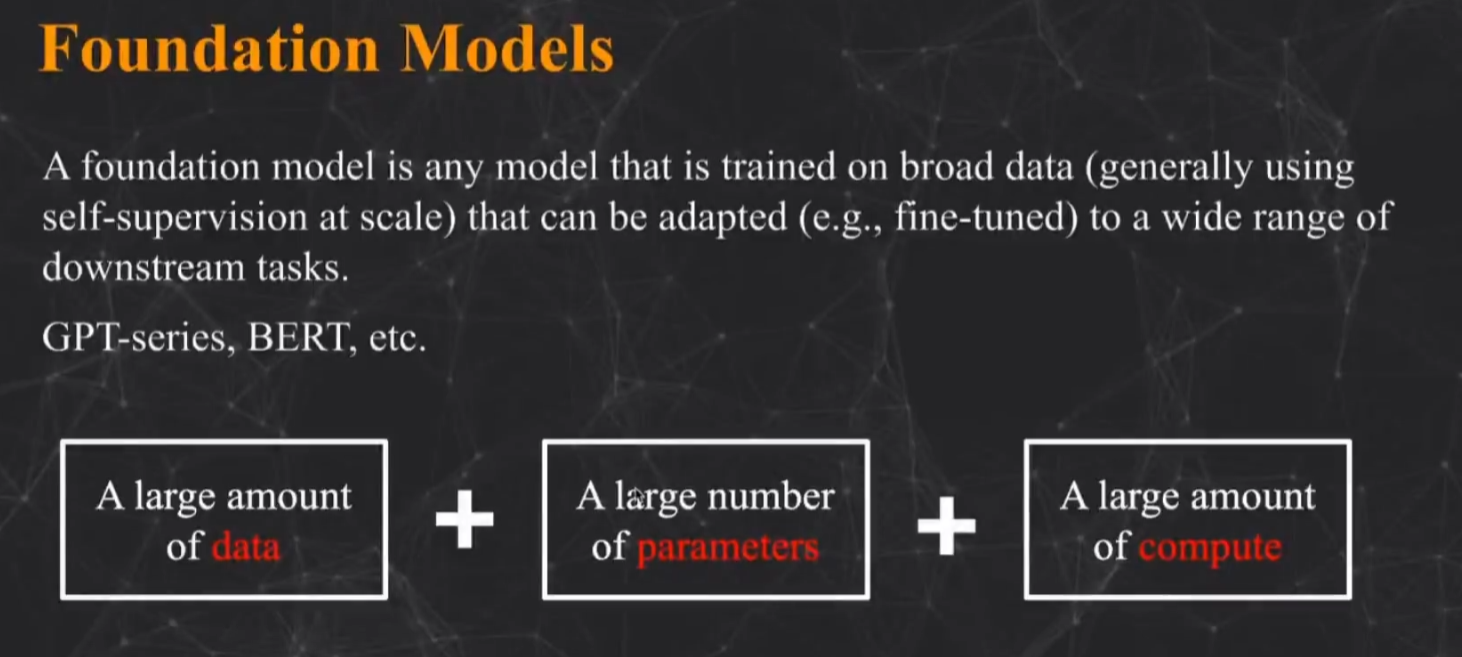 Foundation Models
A foundation model is any model that is trained on broad data (generally using
self-supervision at scale) that can be adapted (e.g., fine-tuned) to a wide range of
downstream tasks.
GPT-series, BERT, etc.
A large amount
of data
+
A large number
of parameters
+
A large amount
of compute